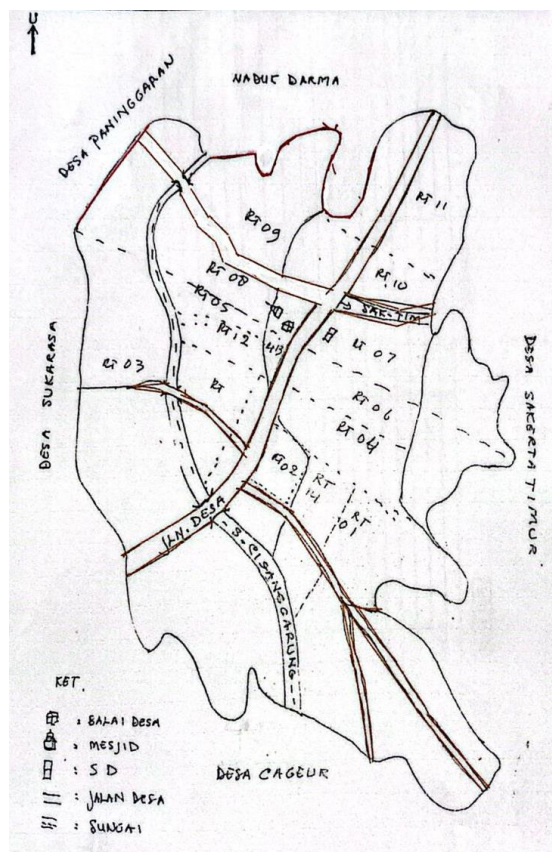 U
WADUK DARMA
DESA PANINGGARAN
RT 11
RT 09
RT 10
RT 08
RT 05
SAK-TIM
RT 12
RT 07
RT 03
RT
RT 06
RT 04
RT 02
RT 14
RT 01
DESA SUKARASA
DESA SAKERTA TIMUR
JLN. DESA
S. CISANGGARUNG
KET.
: BALAI DESA
: MESJID
: SD
: JALAN DESA
: SUNGAI
DESA CAGEUR